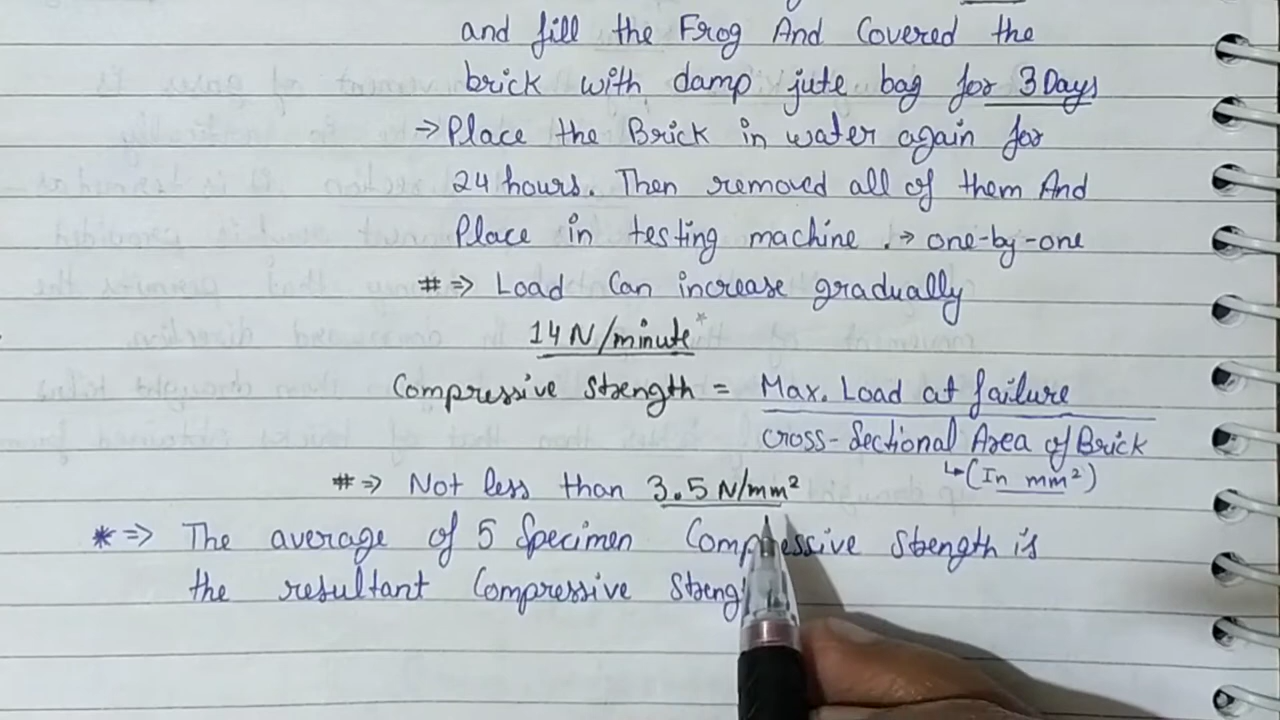 and fill the Frog And Covered the
brick with damp jute bag for 3 Days
→ Place the Brick in water again for
24 hours. Then removed all of them And
Place in testing machine . → one-by-one
# ⇒ Load Can increase gradually
14 N/minute*
Compressive Strength = Max. Load at failure
Cross-Sectional Area of Brick
↳ (In mm²)
# ⇒ Not less than 3.5 N/mm²
* ⇒ The average of 5 Specimen Compressive Strength is
the resultant Compressive